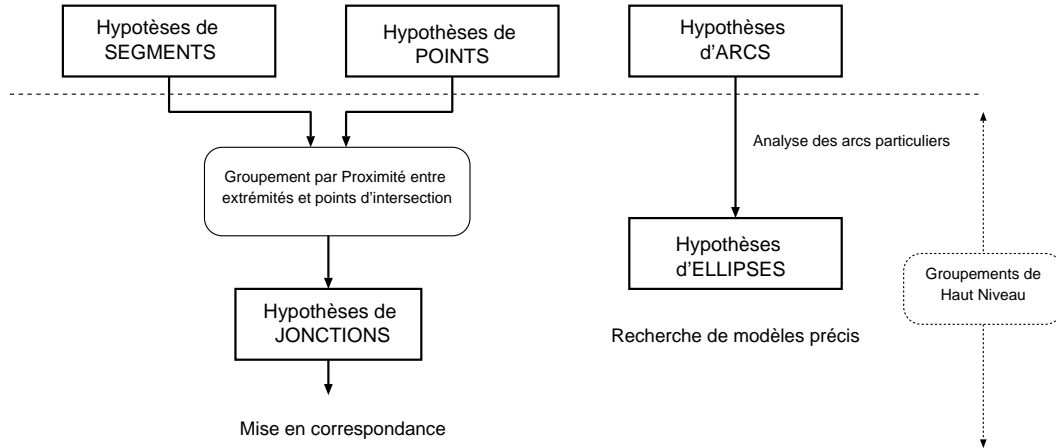 Hypotèses de
SEGMENTS
Hypothèses de
POINTS
Hypothèses
d'ARCS
Analyse des arcs particuliers
Groupement par Proximité entre
extrémités et points d'intersection
Hypothèses
d'ELLIPSES
Groupements de
Haut Niveau
Hypothèses de
JONCTIONS
Recherche de modèles précis
Mise en correspondance